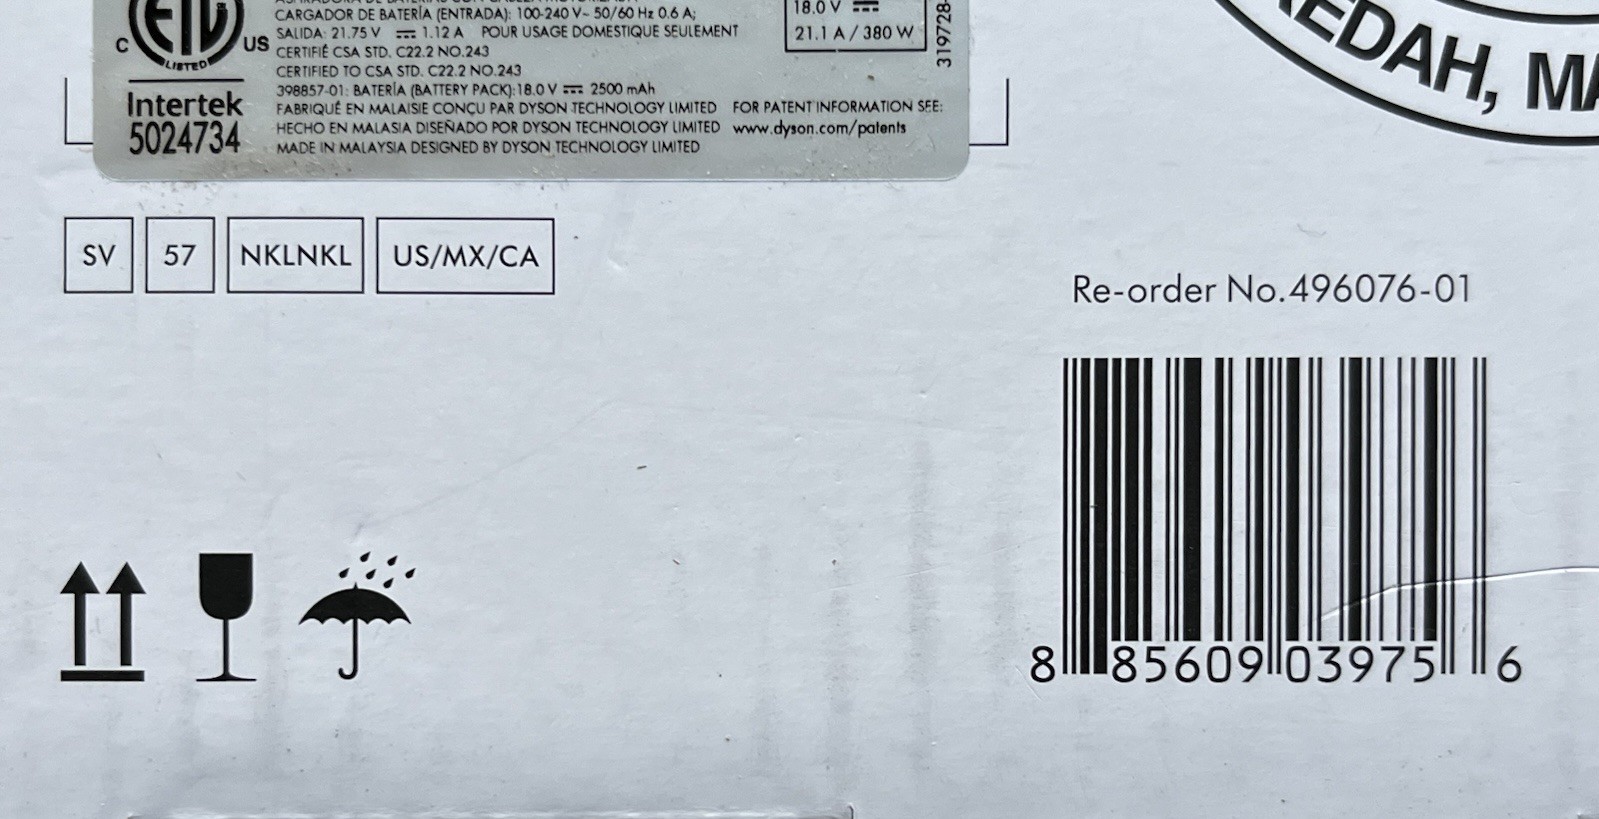 ETL
C US
LISTED
Intertek
5024734
CARGADOR DE BATERÍA (ENTRADA): 100-240 V~ 50/60 Hz 0.6 A;
SALIDA: 21.75 V ⎓ 1.12 A POUR USAGE DOMESTIQUE SEULEMENT
CERTIFIÉ CSA STD. C22.2 NO.243
CERTIFIED TO CSA STD. C22.2 NO.243
398857-01: BATERÍA (BATTERY PACK):18.0 V ⎓ 2500 mAh
FABRIQUÉ EN MALAISIE CONÇU PAR DYSON TECHNOLOGY LIMITED FOR PATENT INFORMATION SEE:
HECHO EN MALASIA DISEÑADO POR DYSON TECHNOLOGY LIMITED www.dyson.com/patents
MADE IN MALAYSIA DESIGNED BY DYSON TECHNOLOGY LIMITED
18.0 V ⎓
21.1 A / 380 W
319728-
EDAH, MA
SV 57 NKLNKL US/MX/CA
Re-order No.496076-01
8 85609 03975 6